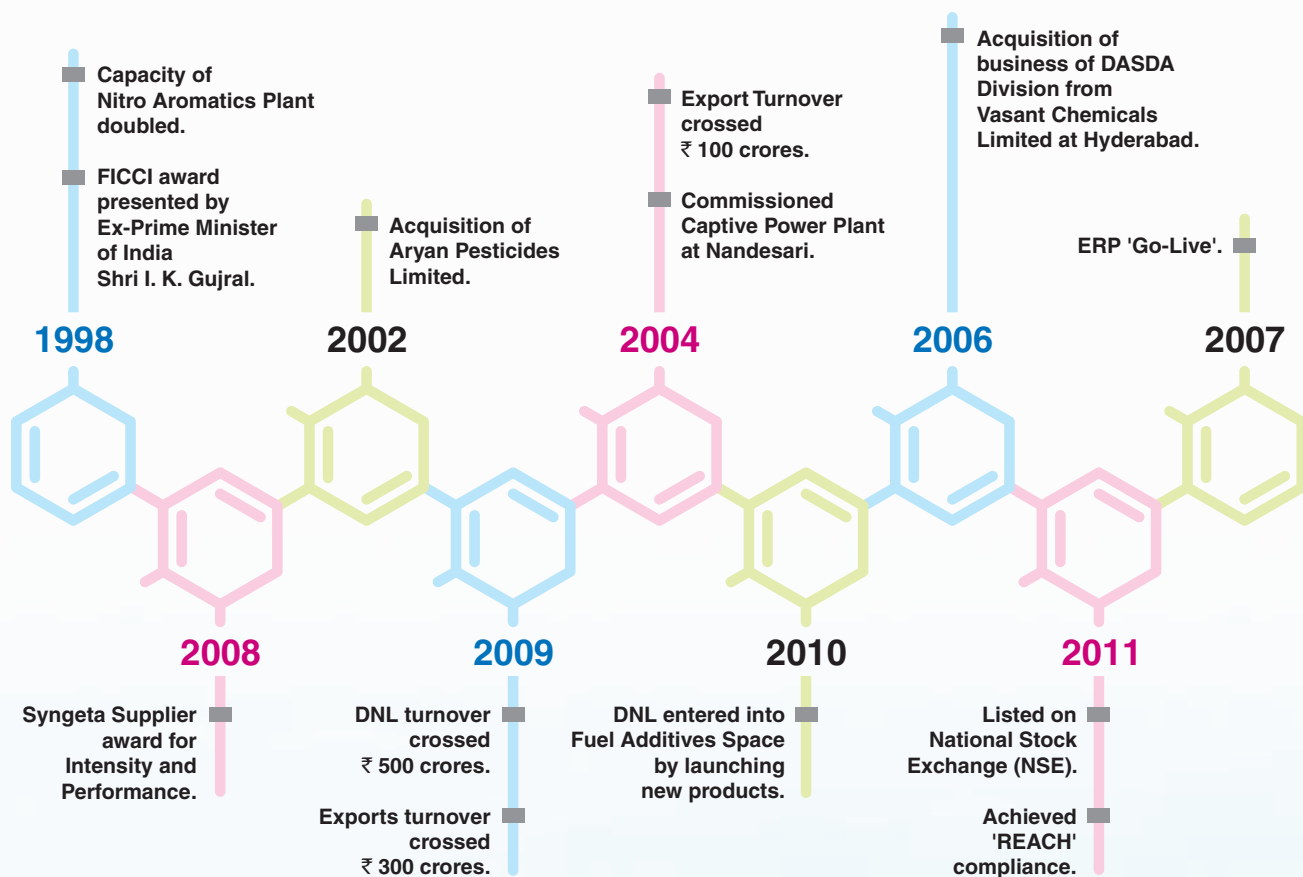 Capacity of
Nitro Aromatics Plant
doubled.
FICCI award
presented by
Ex-Prime Minister
of India
Shri I. K. Gujral.
1998
Acquisition of
Aryan Pesticides
Limited.
2002
Export Turnover
crossed
₹ 100 crores.
Commissioned
Captive Power Plant
at Nandesari.
2004
Acquisition of
business of DASDA
Division from
Vasant Chemicals
Limited at Hyderabad.
2006
ERP 'Go-Live'.
2007
2008
Syngeta Supplier
award for
Intensity and
Performance.
2009
DNL turnover
crossed
₹ 500 crores.
Exports turnover
crossed
₹ 300 crores.
2010
DNL entered into
Fuel Additives Space
by launching
new products.
2011
Listed on
National Stock
Exchange (NSE).
Achieved
'REACH'
compliance.